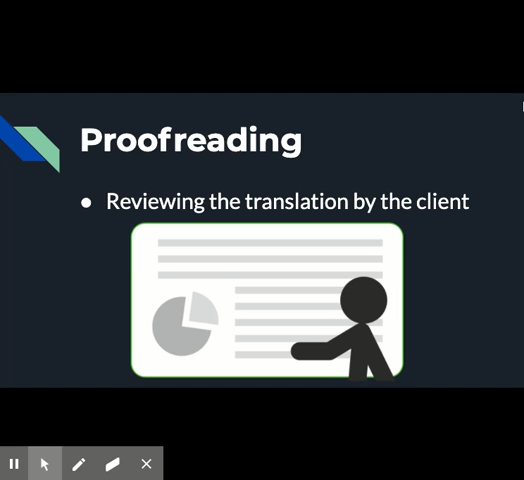 Proofreading
● Reviewing the translation by the client